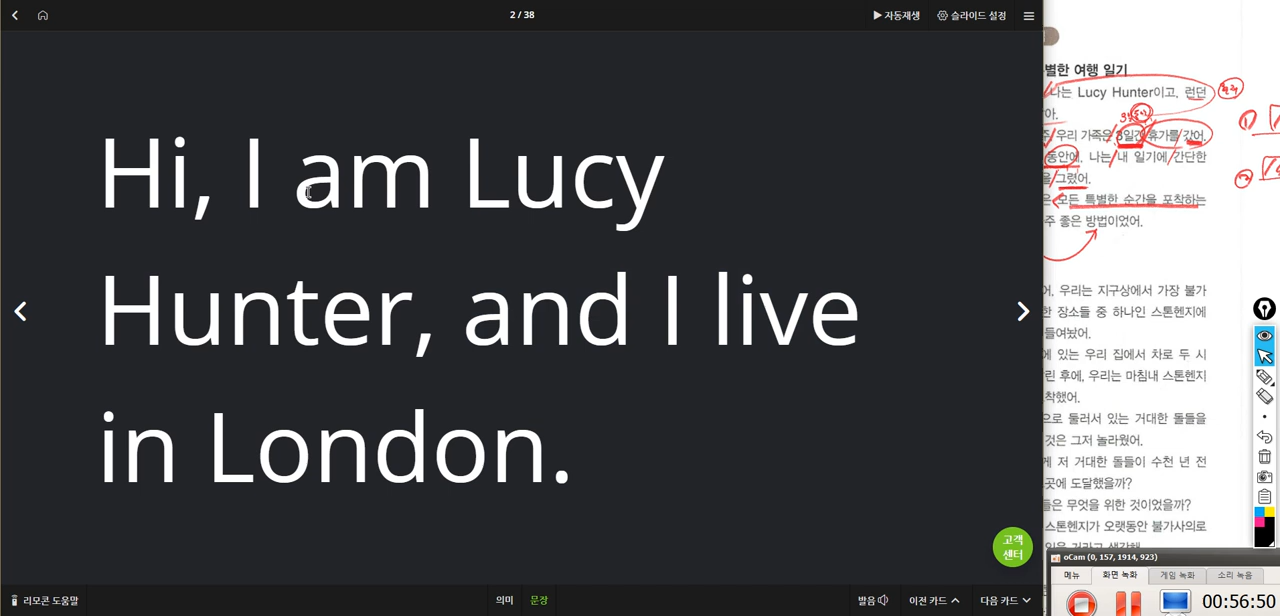 2 / 38
자동재생
슬라이드 설정
Hi, I am Lucy
Hunter, and I live
in London.
고객
센터
리모콘 도움말
의미
문장
발음
이전 카드
다음 카드
별한 여행 일기
나는 Lucy Hunter이고, 런던
아.
우리 가족은 3일간 휴가를 갔어.
동안에, 나는 내 일기에 간단한
을 그렸어.
은 모든 특별한 순간을 포착하는
주 좋은 방법이었어.
어, 우리는 지구상에서 가장 불가
한 장소들 중 하나인 스톤헨지에
들여놨어.
에 있는 우리 집에서 차로 두 시
린 후에, 우리는 마침내 스톤헨지
착했어.
으로 둘러서 있는 거대한 돌들을
것은 그저 놀라웠어.
게 저 거대한 돌들이 수천 년 전
곳에 도달했을까?
들은 무엇을 위한 것이었을까?
스톤헨지가 오랫동안 불가사의로
oCam (0, 157, 1914, 923)
메뉴
화면 녹화
게임 녹화
소리 녹음
00:56:50